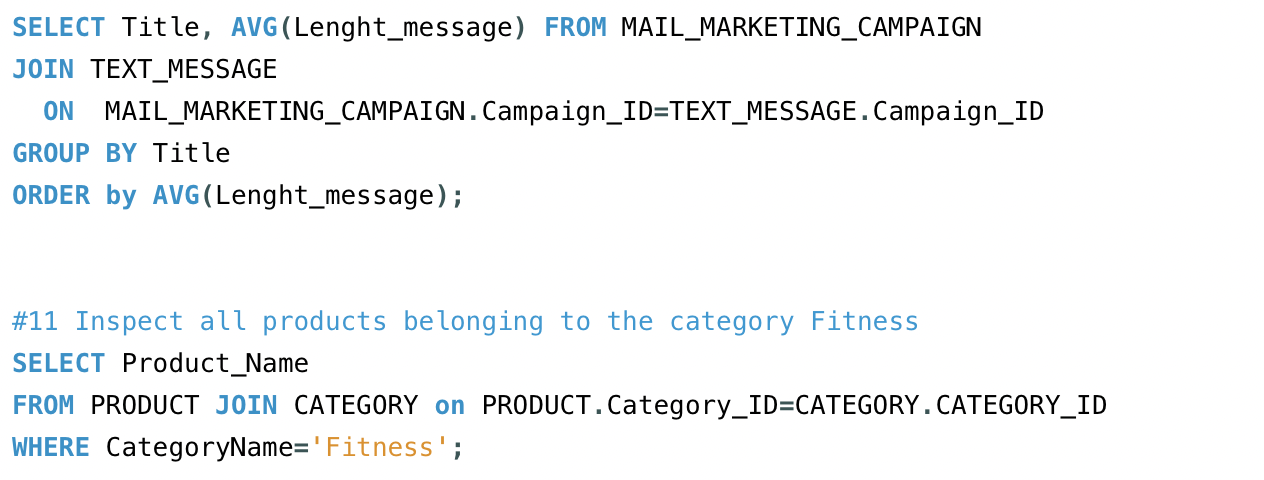 SELECT Title, AVG(Lenght_message) FROM MAIL_MARKETING_CAMPAIGN
JOIN TEXT_MESSAGE
  ON  MAIL_MARKETING_CAMPAIGN.Campaign_ID=TEXT_MESSAGE.Campaign_ID
GROUP BY Title
ORDER by AVG(Lenght_message);
#11 Inspect all products belonging to the category Fitness
SELECT Product_Name
FROM PRODUCT JOIN CATEGORY on PRODUCT.Category_ID=CATEGORY.CATEGORY_ID
WHERE CategoryName='Fitness';